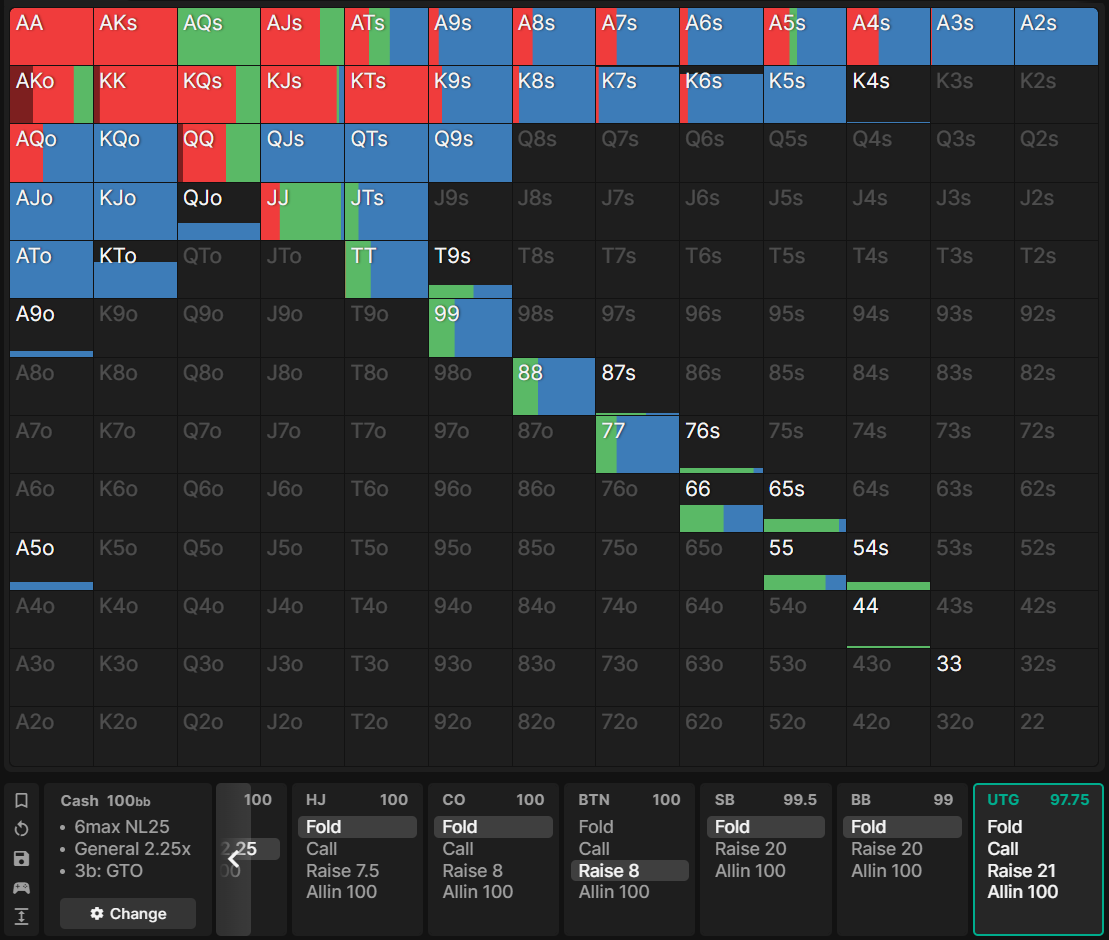 AA AKs AQs AJs ATs A9s A8s A7s A6s A5s A4s A3s A2s
AKo KK KQs KJs KTs K9s K8s K7s K6s K5s K4s K3s K2s
AQo KQo QQ QJs QTs Q9s Q8s Q7s Q6s Q5s Q4s Q3s Q2s
AJo KJo QJo JJ JTs J9s J8s J7s J6s J5s J4s J3s J2s
ATo KTo QTo JTo TT T9s T8s T7s T6s T5s T4s T3s T2s
A9o K9o Q9o J9o T9o 99 98s 97s 96s 95s 94s 93s 92s
A8o K8o Q8o J8o T8o 98o 88 87s 86s 85s 84s 83s 82s
A7o K7o Q7o J7o T7o 97o 87o 77 76s 75s 74s 73s 72s
A6o K6o Q6o J6o T6o 96o 86o 76o 66 65s 64s 63s 62s
A5o K5o Q5o J5o T5o 95o 85o 75o 65o 55 54s 53s 52s
A4o K4o Q4o J4o T4o 94o 84o 74o 64o 54o 44 43s 42s
A3o K3o Q3o J3o T3o 93o 83o 73o 63o 53o 43o 33 32s
A2o K2o Q2o J2o T2o 92o 82o 72o 62o 52o 42o 32o 22
Cash 100bb
• 6max NL25
• General 2.25x
• 3b: GTO
Change
100
2.25
00
HJ 100
Fold
Call
Raise 7.5
Allin 100
CO 100
Fold
Call
Raise 8
Allin 100
BTN 100
Fold
Call
Raise 8
Allin 100
SB 99.5
Fold
Raise 20
Allin 100
BB 99
Fold
Raise 20
Allin 100
UTG 97.75
Fold
Call
Raise 21
Allin 100